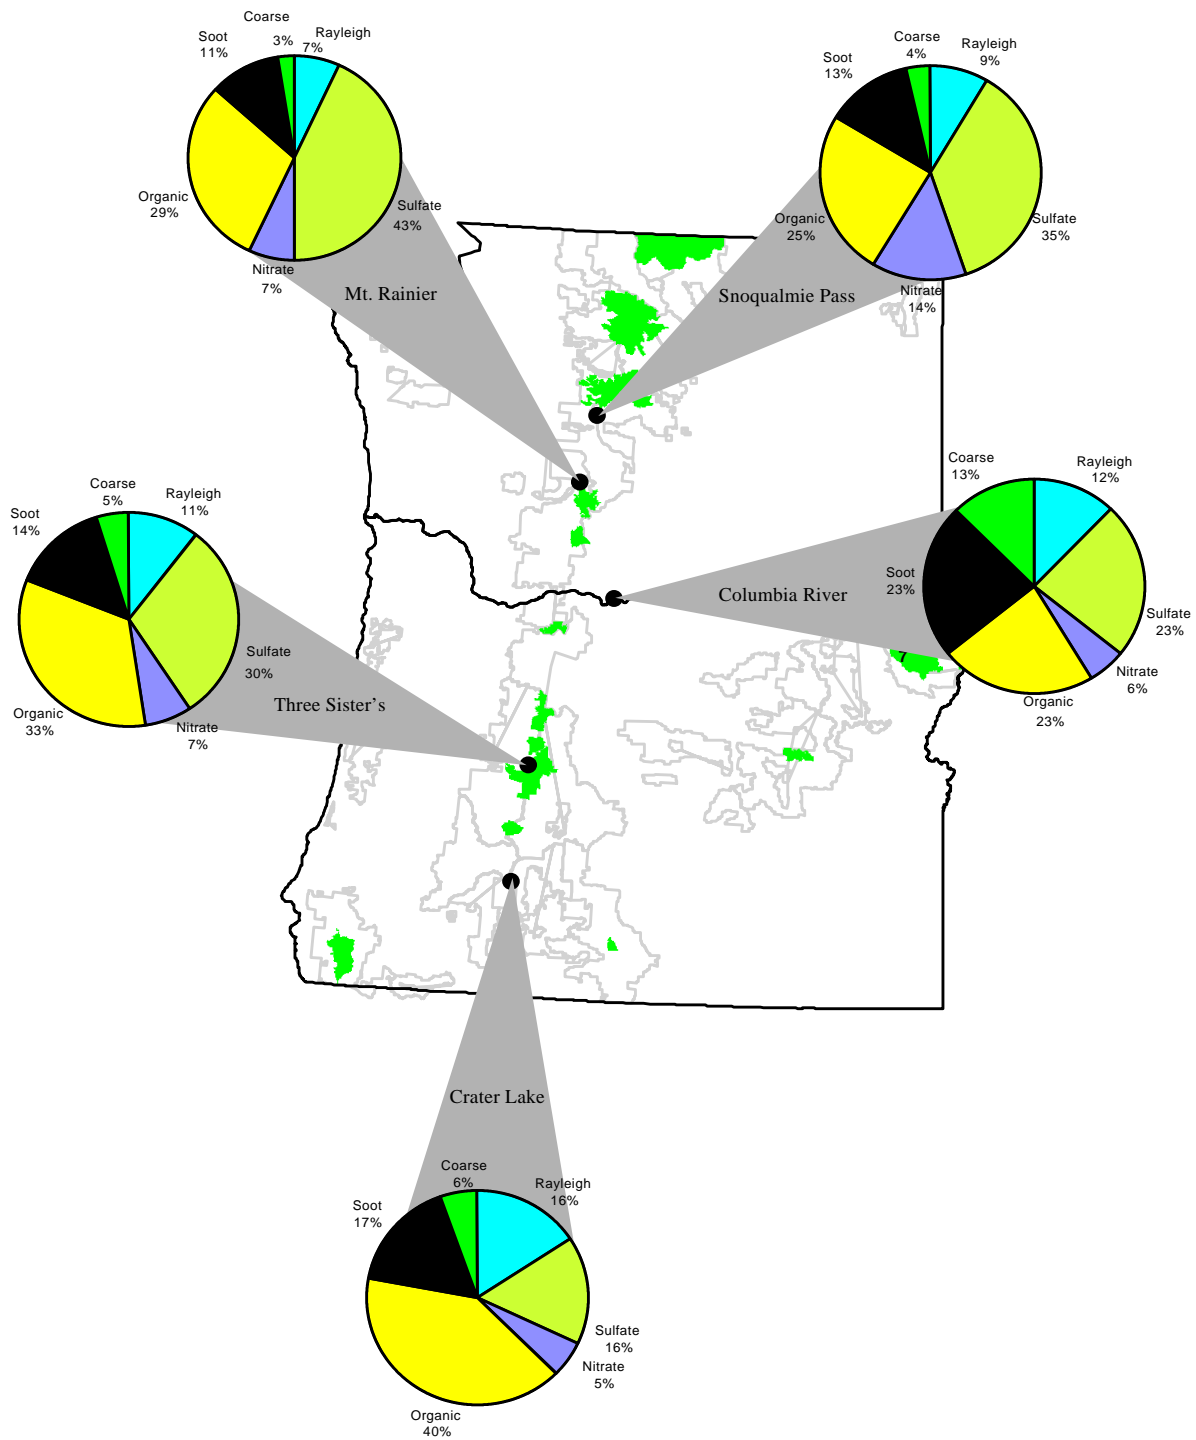 Coarse
3%
Rayleigh
7%
Soot
11%
Organic
29%
Sulfate
43%
Nitrate
7%
Mt. Rainier
Coarse
4%
Rayleigh
9%
Soot
13%
Organic
25%
Sulfate
35%
Nitrate
14%
Snoqualmie Pass
Coarse
5%
Rayleigh
11%
Soot
14%
Sulfate
30%
Organic
33%
Nitrate
7%
Three Sister's
Coarse
13%
Rayleigh
12%
Soot
23%
Sulfate
23%
Nitrate
6%
Organic
23%
Columbia River
7
Crater Lake
Coarse
6%
Rayleigh
16%
Soot
17%
Sulfate
16%
Nitrate
5%
Organic
40%